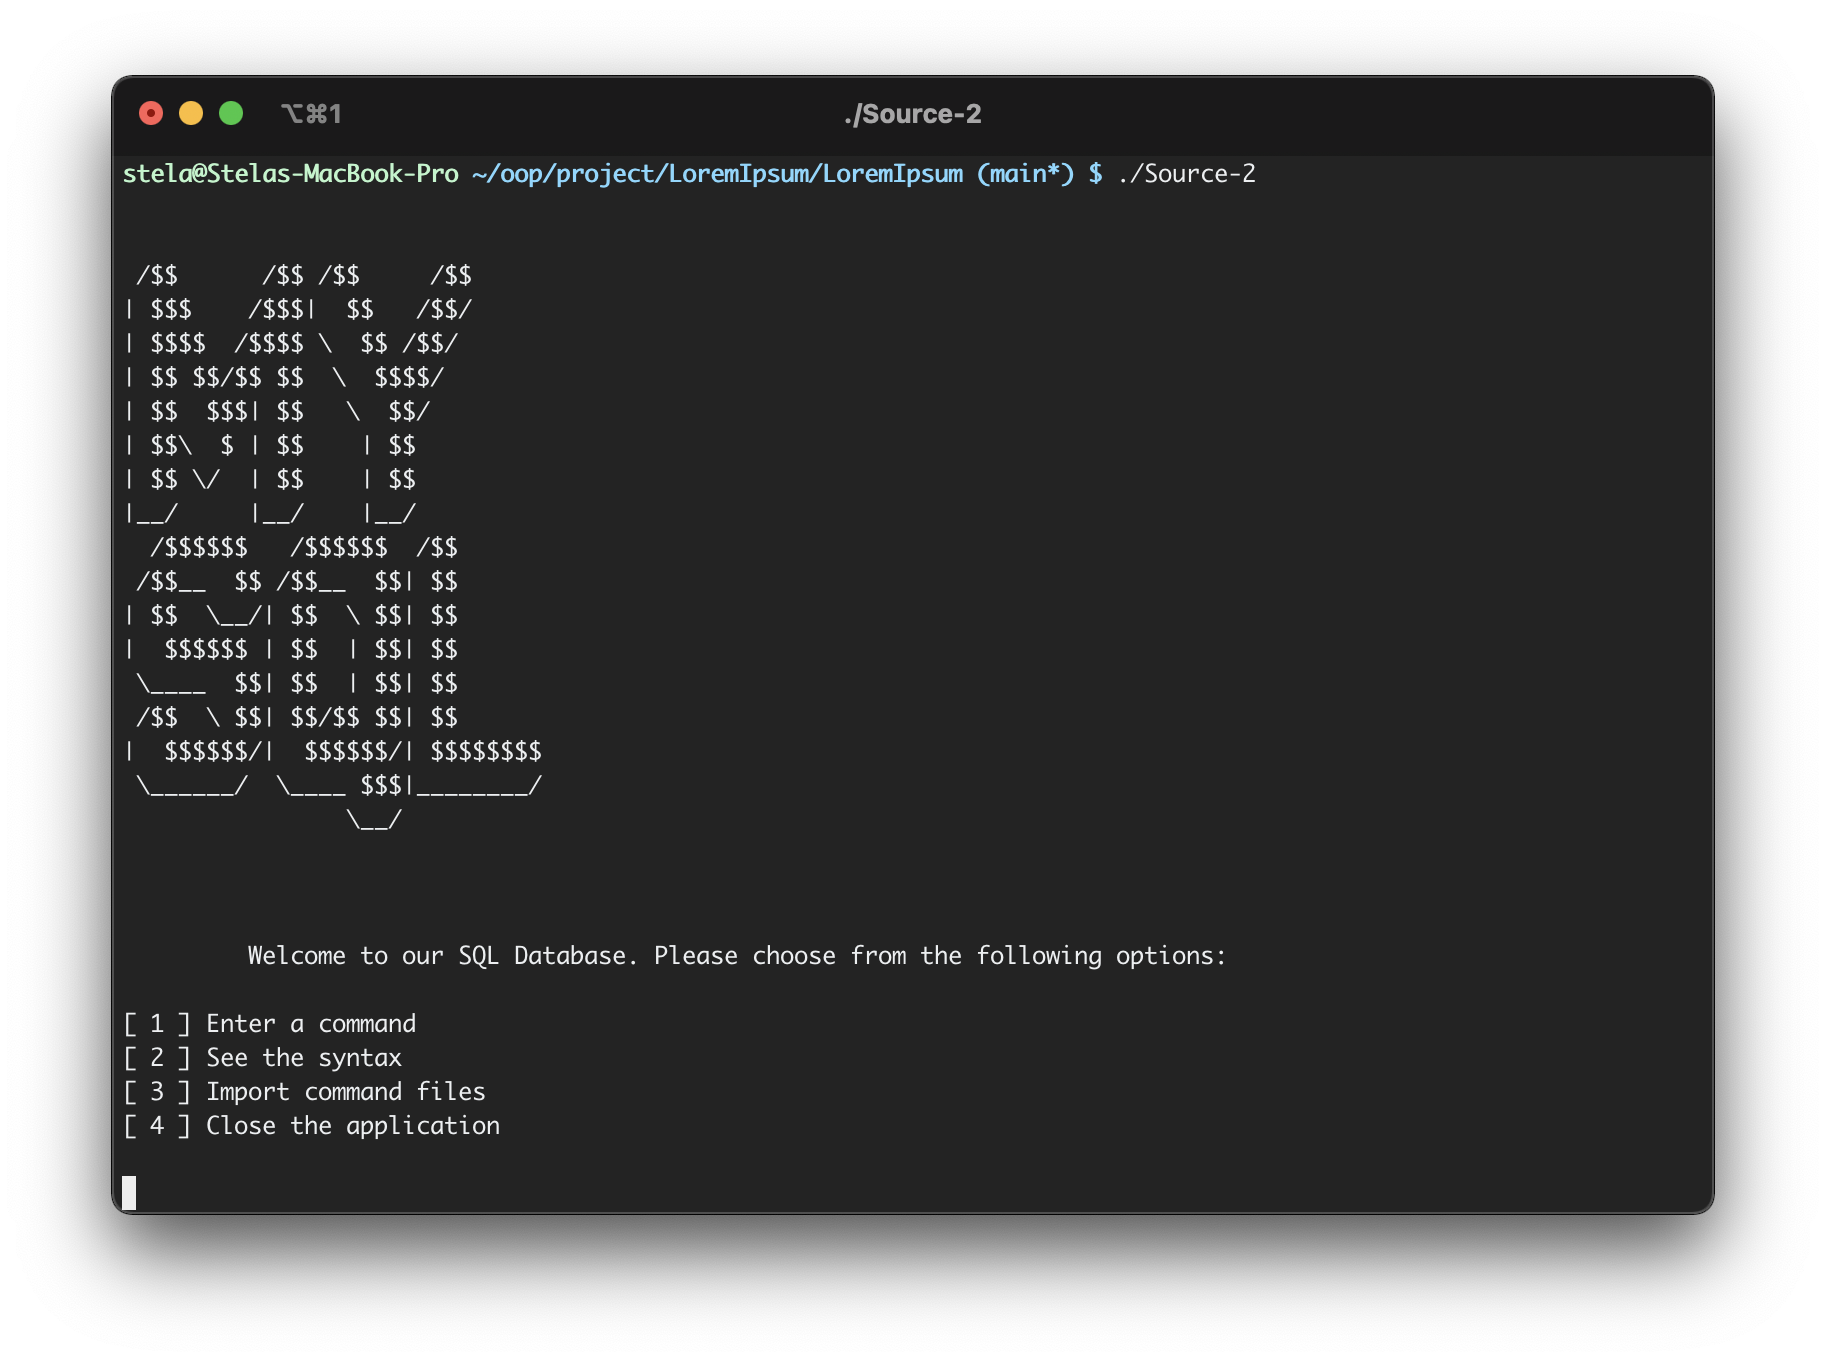 ⌥⌘1 ./Source-2
stela@Stelas-MacBook-Pro ~/oop/project/LoremIpsum/LoremIpsum (main*) $ ./Source-2
 /$$      /$$ /$$     /$$
| $$$    /$$$|  $$   /$$/
| $$$$  /$$$$ \  $$ /$$/
| $$ $$/$$ $$  \  $$$$/
| $$  $$$| $$   \  $$/
| $$\  $ | $$    | $$
| $$ \/  | $$    | $$
|__/     |__/    |__/
  /$$$$$$   /$$$$$$  /$$
 /$$__  $$ /$$__  $$| $$
| $$  \__/| $$  \ $$| $$
|  $$$$$$ | $$  | $$| $$
 \____  $$| $$  | $$| $$
 /$$  \ $$| $$/$$ $$| $$
|  $$$$$$/|  $$$$$$/| $$$$$$$$
 \______/  \____ $$$|________/
                \__/
Welcome to our SQL Database. Please choose from the following options:
[ 1 ] Enter a command
[ 2 ] See the syntax
[ 3 ] Import command files
[ 4 ] Close the application